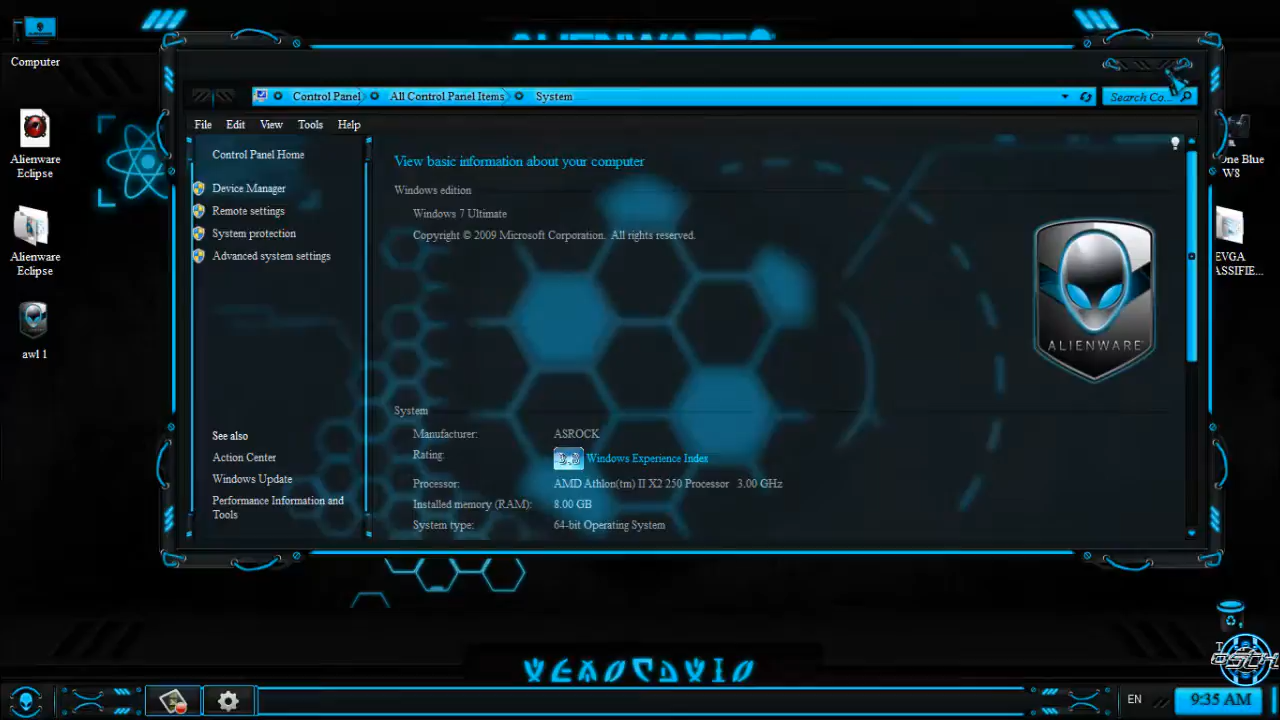 ALIENWARE
Computer
Control Panel
All Control Panel Items
System
Search Co...
File
Edit
View
Tools
Help
Control Panel Home
Device Manager
Remote settings
System protection
Advanced system settings
See also
Action Center
Windows Update
Performance Information and
Tools
View basic information about your computer
Windows edition
Windows 7 Ultimate
Copyright © 2009 Microsoft Corporation. All rights reserved.
ALIENWARE
System
Manufacturer: ASROCK
Rating: Windows Experience Index
Processor: AMD Athlon(tm) II X2 250 Processor 3.00 GHz
Installed memory (RAM): 8.00 GB
System type: 64-bit Operating System
Alienware
Eclipse
Alienware
Eclipse
awl 1
One Blue
W8
EVGA
ASSIFIE...
EN
9:35 AM